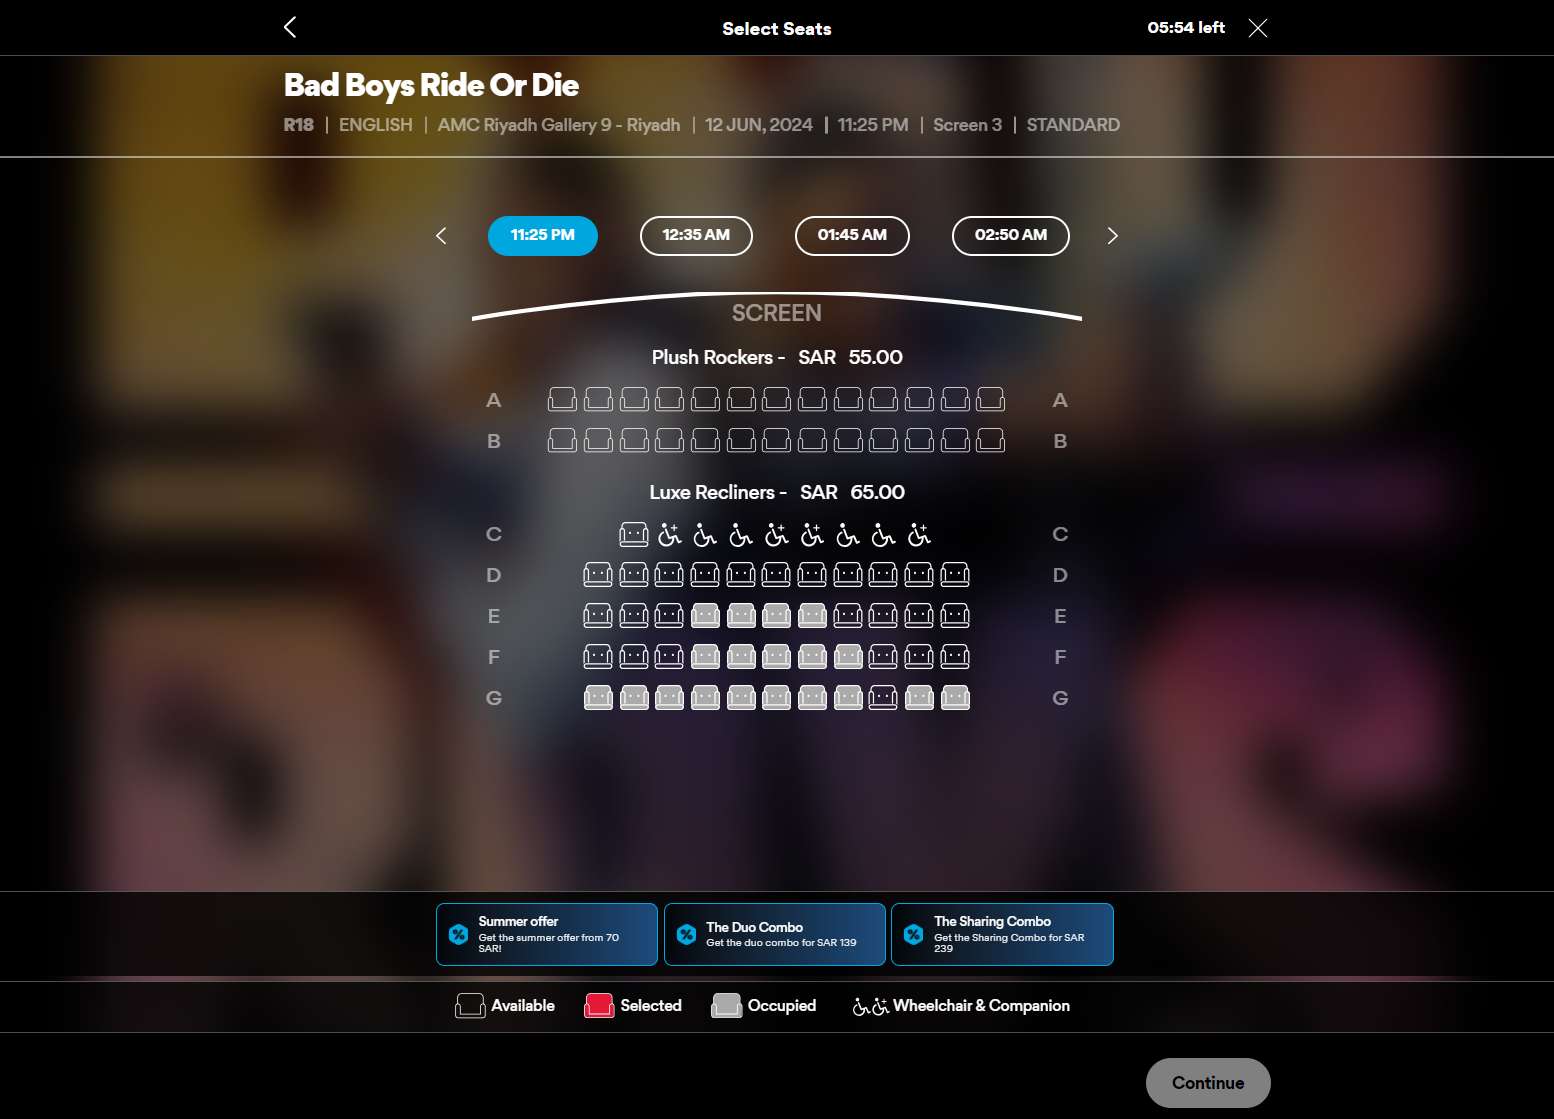 Select Seats
05:54 left
Bad Boys Ride Or Die
R18 | ENGLISH | AMC Riyadh Gallery 9 - Riyadh | 12 JUN, 2024 | 11:25 PM | Screen 3 | STANDARD
11:25 PM
12:35 AM
01:45 AM
02:50 AM
SCREEN
Plush Rockers - SAR 55.00
A A
B B
Luxe Recliners - SAR 65.00
C C
D D
E E
F F
G G
Summer offer
Get the summer offer from 70
SAR!
The Duo Combo
Get the duo combo for SAR 139
The Sharing Combo
Get the Sharing Combo for SAR
239
Available
Selected
Occupied
Wheelchair & Companion
Continue